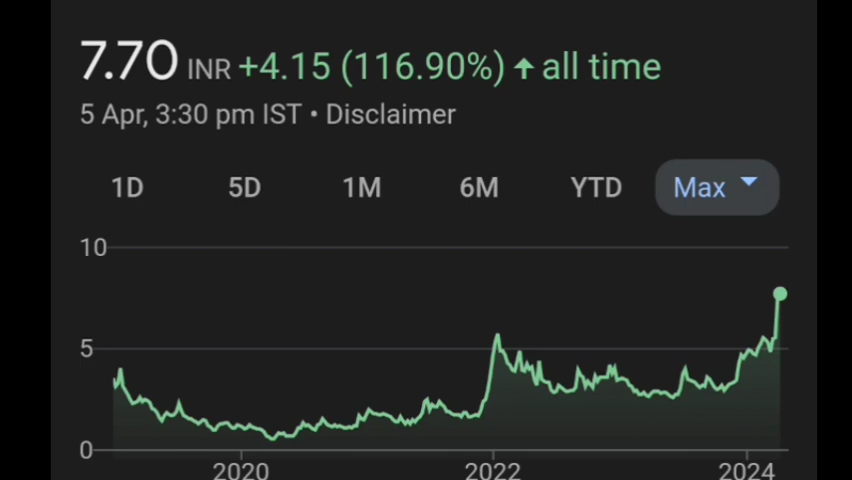 7.70 INR +4.15 (116.90%) ↑ all time
5 Apr, 3:30 pm IST • Disclaimer
1D 5D 1M 6M YTD Max
10
5
0
2020 2022 2024